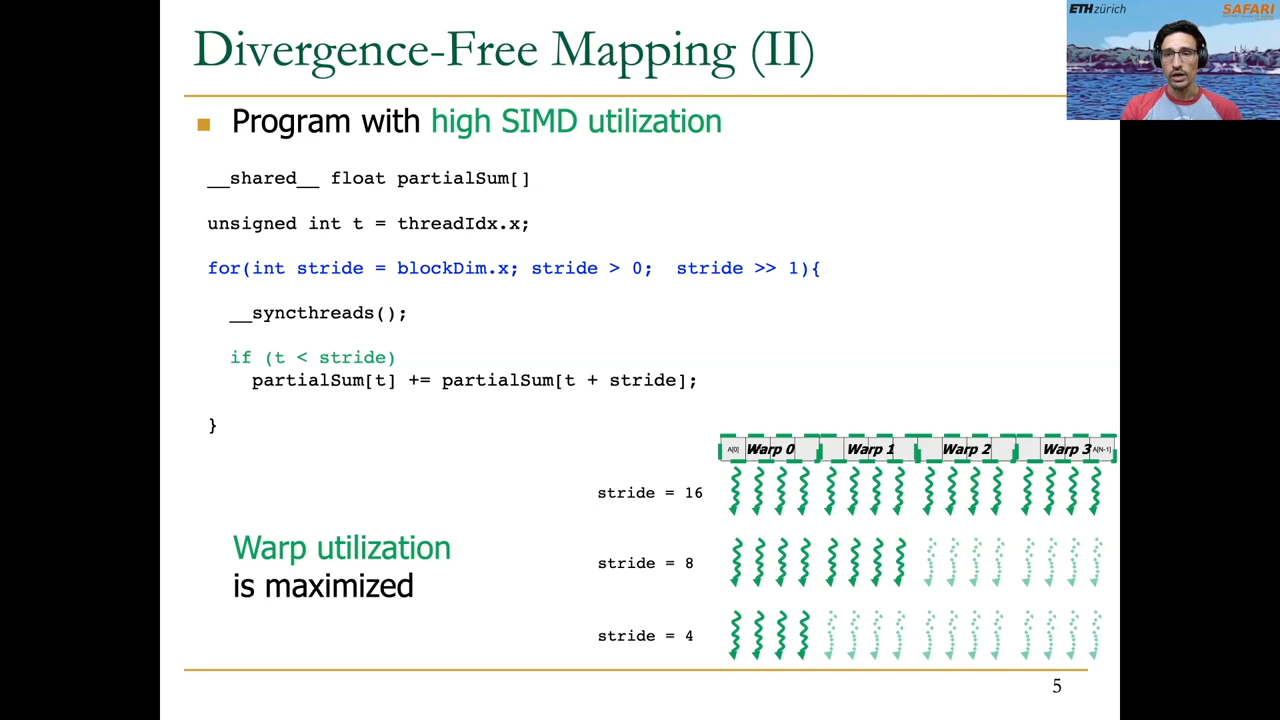 Divergence-Free Mapping (II)
ETH zürich
SAFARI
Program with high SIMD utilization
__shared__ float partialSum[]
unsigned int t = threadIdx.x;
for(int stride = blockDim.x; stride > 0;  stride >> 1){
__syncthreads();
if (t < stride)
partialSum[t] += partialSum[t + stride];
}
A[0] Warp 0 Warp 1 Warp 2 Warp 3 A[N-1]
stride = 16
Warp utilization
is maximized
stride = 8
stride = 4
5